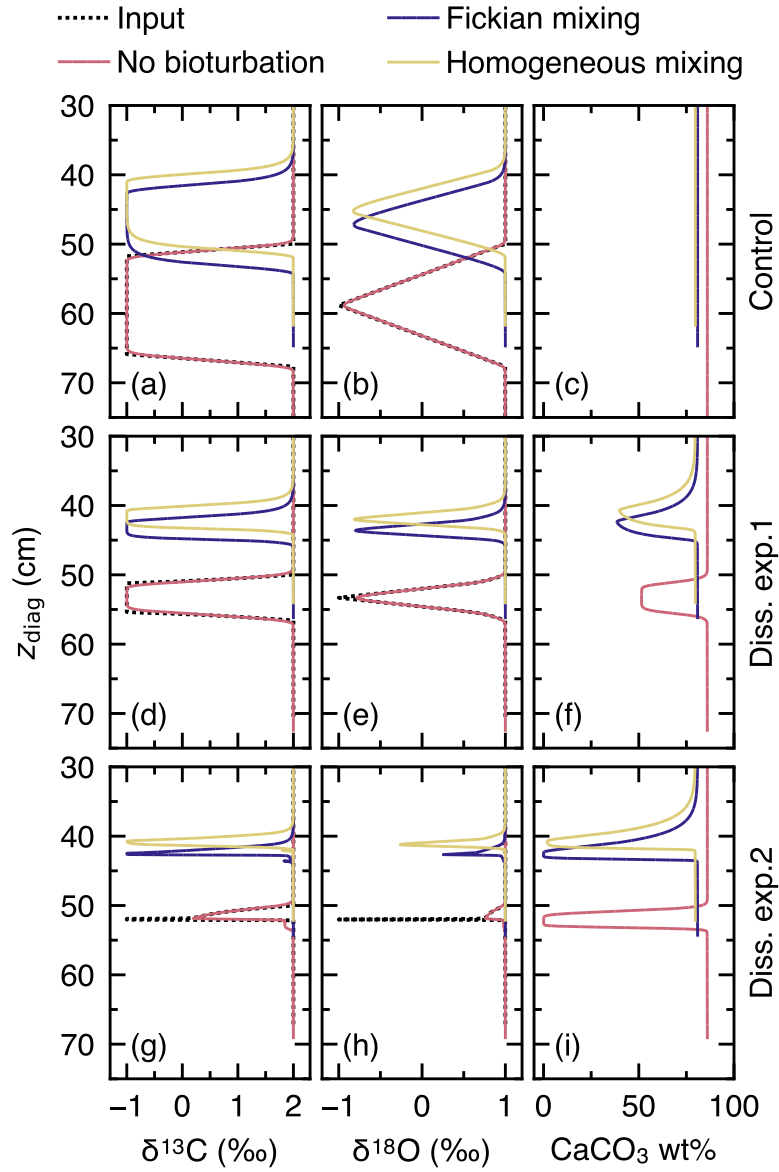 Input
Fickian mixing
No bioturbation
Homogeneous mixing
30
40
50
60
70
(a)
(b)
(c)
Control
30
40
50
60
70
(d)
(e)
(f)
Diss. exp.1
z_diag (cm)
30
40
50
60
70
(g)
(h)
(i)
Diss. exp.2
−1 0 1 2
−1 0 1
0 50 100
δ¹³C (‰)
δ¹⁸O (‰)
CaCO₃ wt%